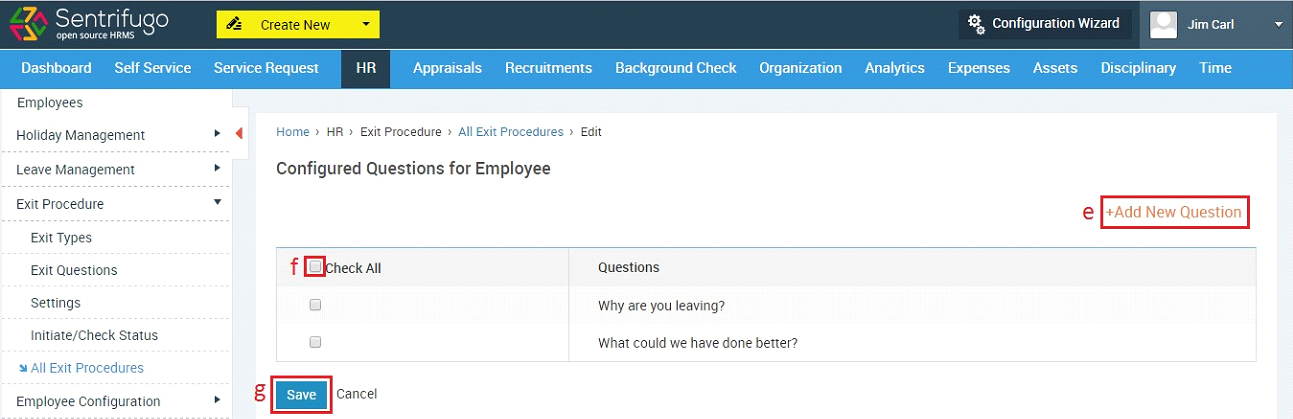 Sentrifugo
open source HRMS
Create New
Configuration Wizard
Jim Carl
Dashboard Self Service Service Request HR Appraisals Recruitments Background Check Organization Analytics Expenses Assets Disciplinary Time
Employees
Holiday Management
Leave Management
Exit Procedure
Exit Types
Exit Questions
Settings
Initiate/Check Status
All Exit Procedures
Employee Configuration
Home › HR › Exit Procedure › All Exit Procedures › Edit
Configured Questions for Employee
e +Add New Question
f Check All Questions
Why are you leaving?
What could we have done better?
g Save Cancel